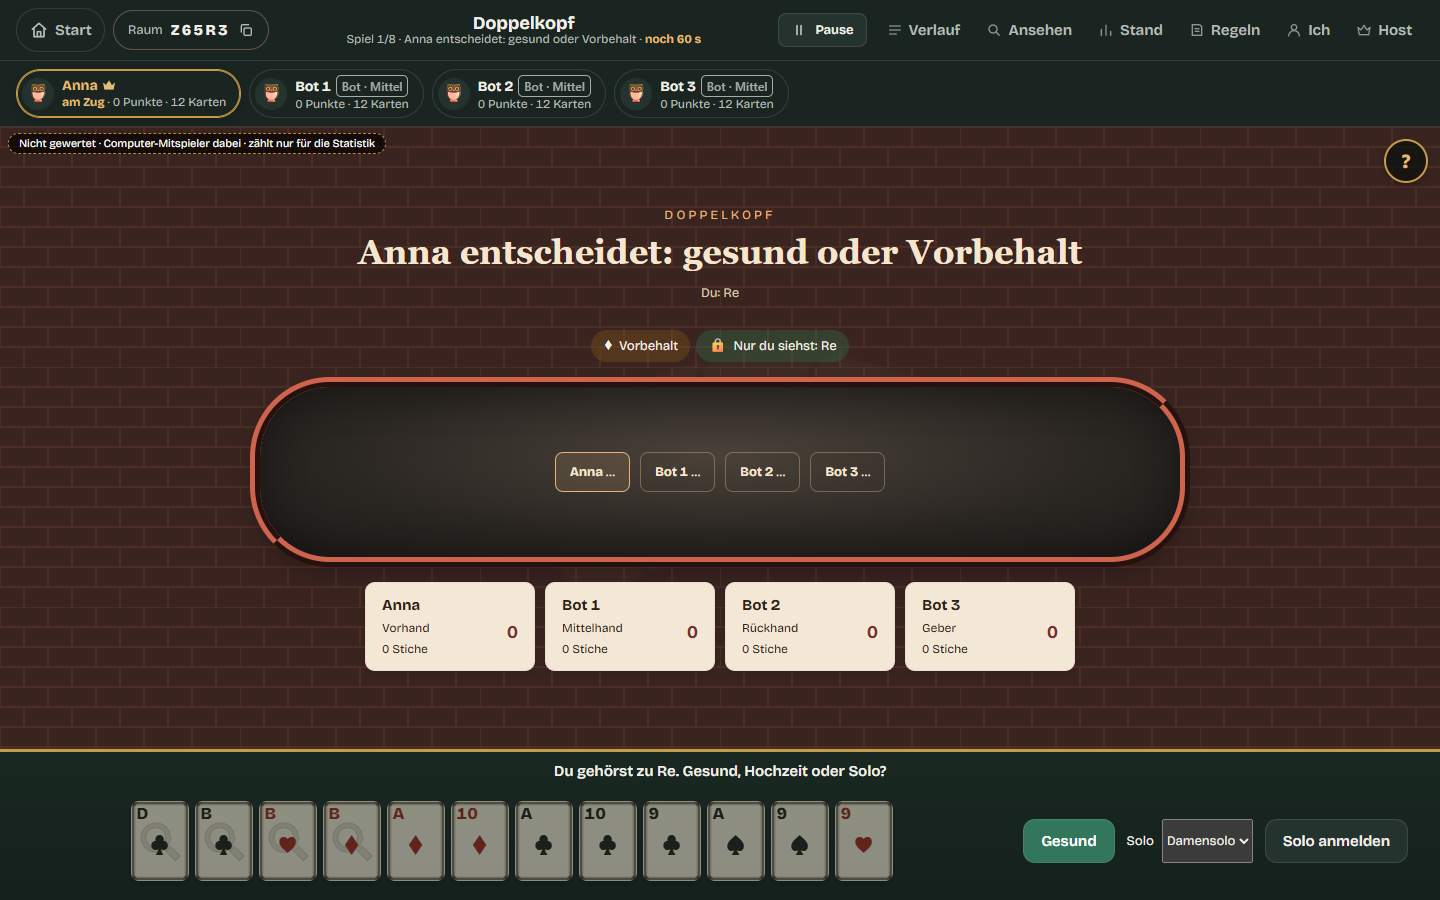 Start
Raum Z65R3
Doppelkopf
Spiel 1/8 · Anna entscheidet: gesund oder Vorbehalt · noch 60 s
Pause
Verlauf
Ansehen
Stand
Regeln
Ich
Host
Anna
am Zug · 0 Punkte · 12 Karten
Bot 1 Bot · Mittel
0 Punkte · 12 Karten
Bot 2 Bot · Mittel
0 Punkte · 12 Karten
Bot 3 Bot · Mittel
0 Punkte · 12 Karten
Nicht gewertet · Computer-Mitspieler dabei · zählt nur für die Statistik
?
DOPPELKOPF
Anna entscheidet: gesund oder Vorbehalt
Du: Re
♦ Vorbehalt
Nur du siehst: Re
Anna ...
Bot 1 ...
Bot 2 ...
Bot 3 ...
Anna
Vorhand
0 Stiche
0
Bot 1
Mittelhand
0 Stiche
0
Bot 2
Rückhand
0 Stiche
0
Bot 3
Geber
0 Stiche
0
Du gehörst zu Re. Gesund, Hochzeit oder Solo?
D ♣
B ♣
B ♥
B ♦
A ♦
10 ♦
A ♣
10 ♣
9 ♣
A ♠
9 ♠
9 ♥
Gesund
Solo
Damensolo
Solo anmelden